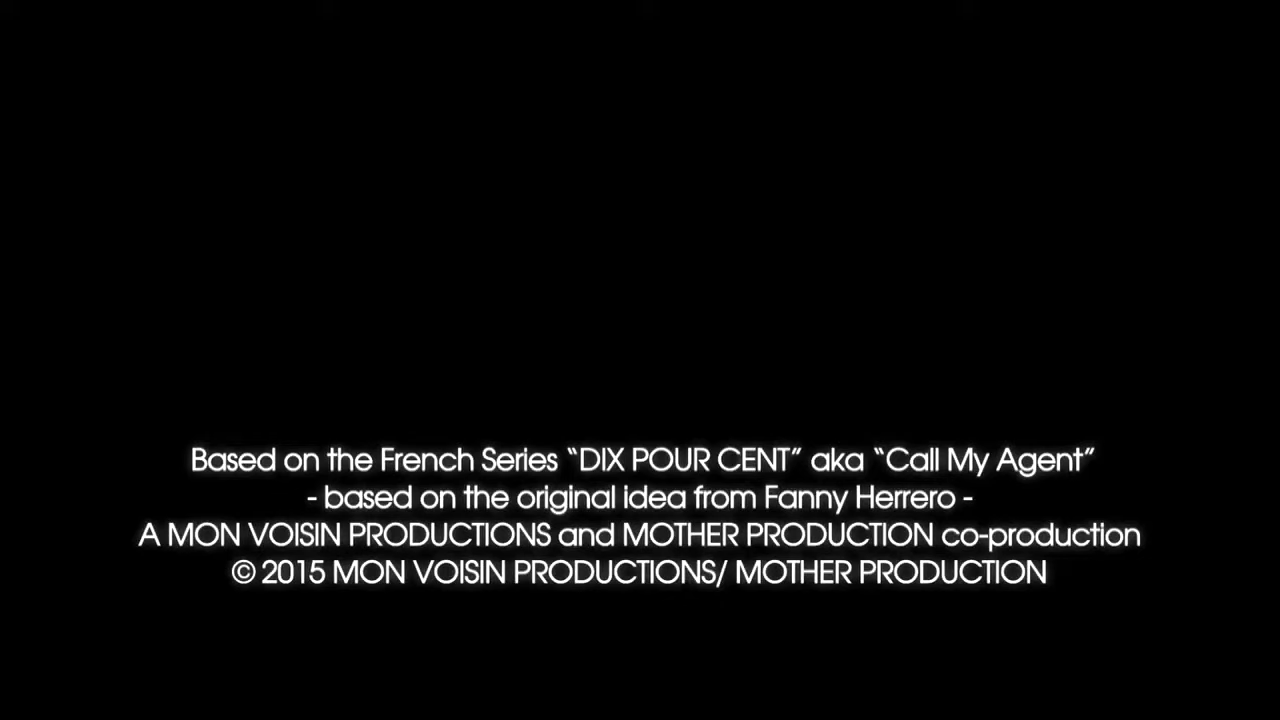 Based on the French Series “DIX POUR CENT” aka “Call My Agent”
- based on the original idea from Fanny Herrero -
A MON VOISIN PRODUCTIONS and MOTHER PRODUCTION co-production
© 2015 MON VOISIN PRODUCTIONS/ MOTHER PRODUCTION